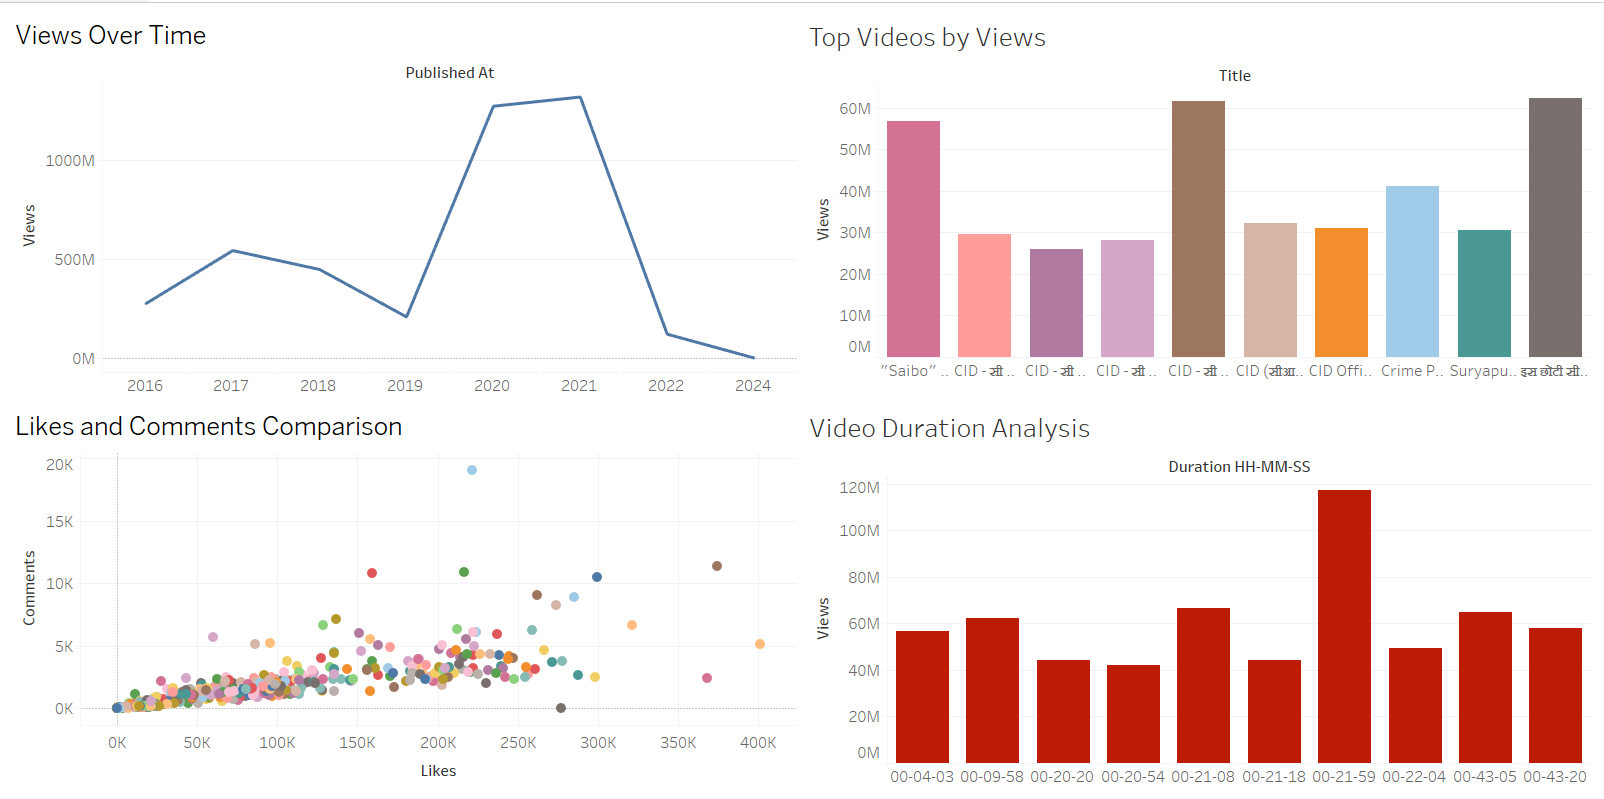 Views Over Time
Published At
Views
1000M
500M
0M
2016 2017 2018 2019 2020 2021 2022 2024
Top Videos by Views
Title
Views
60M
50M
40M
30M
20M
10M
0M
"Saibo" .. CID - सी .. CID - सी .. CID - सी .. CID - सी .. CID (सीआ.. CID Offi.. Crime P.. Suryapu.. इस छोटी सी..
Likes and Comments Comparison
Comments
20K
15K
10K
5K
0K
0K 50K 100K 150K 200K 250K 300K 350K 400K
Likes
Video Duration Analysis
Duration HH-MM-SS
Views
120M
100M
80M
60M
40M
20M
0M
00-04-03 00-09-58 00-20-20 00-20-54 00-21-08 00-21-18 00-21-59 00-22-04 00-43-05 00-43-20